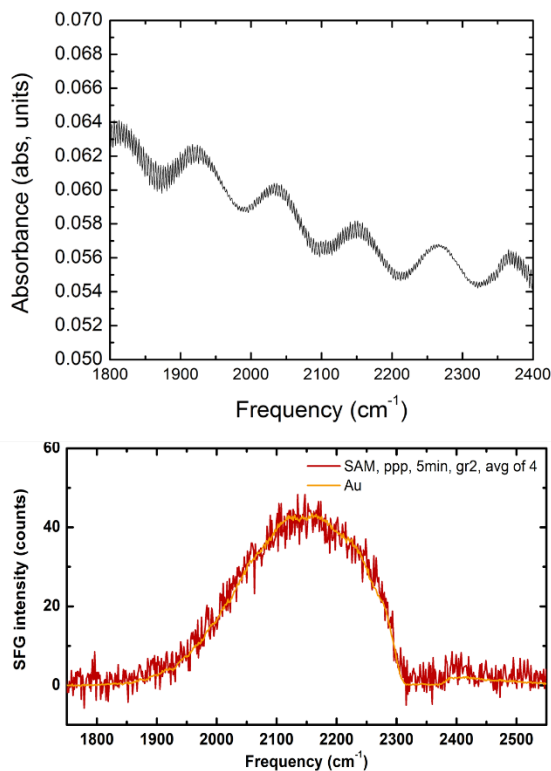 0.070
0.068
0.066
0.064
0.062
0.060
0.058
0.056
0.054
0.052
0.050
Absorbance (abs, units)
1800 1900 2000 2100 2200 2300 2400
Frequency (cm-1)
60
40
20
0
SFG intensity (counts)
SAM, ppp, 5min, gr2, avg of 4
Au
1800 1900 2000 2100 2200 2300 2400 2500
Frequency (cm-1)